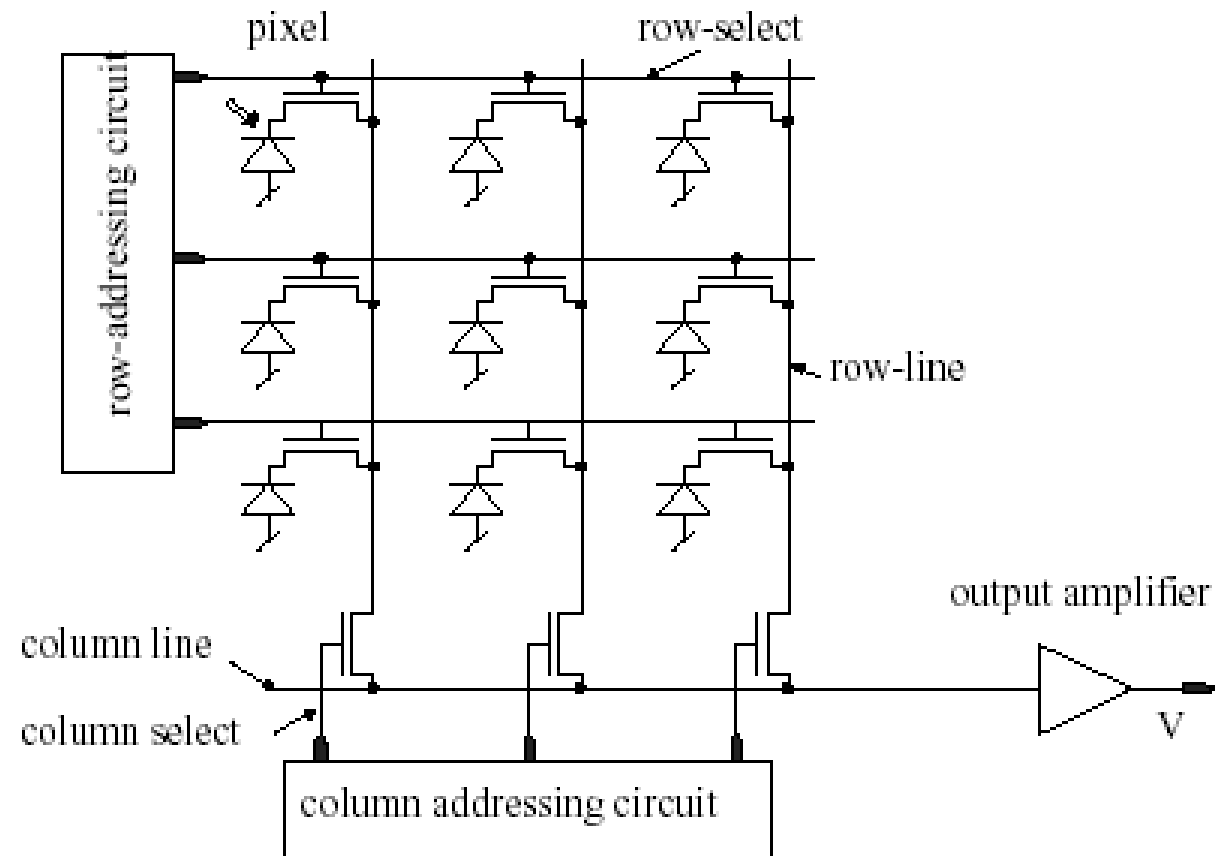 pixel
row-select
row-addressing circuit
row-line
output amplifier
column line
V
column select
column addressing circuit